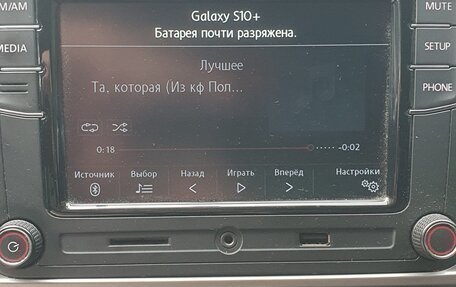 M/AM
MEDIA
Galaxy S10+
Батарея почти разряжена.
Лучшее
Та, которая (Из кф Пол...
0:18
-0:02
Источник
Выбор
Назад
Играть
Вперёд
Настройки
MUTE
SETUP
PHONE